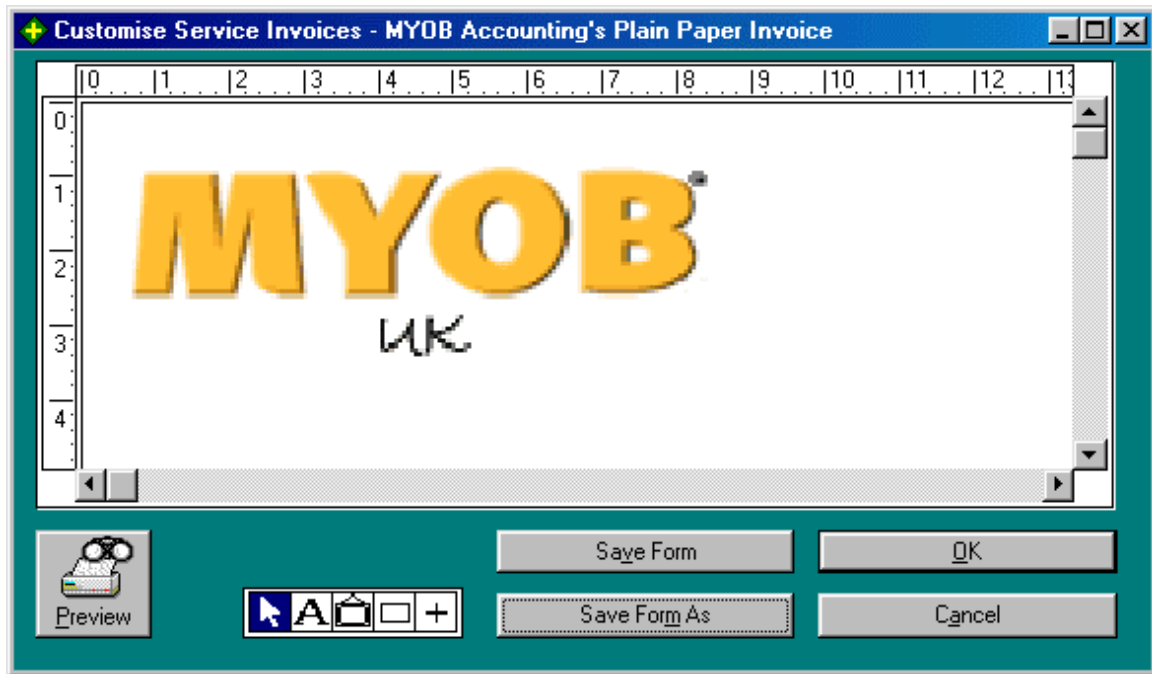 Customise Service Invoices - MYOB Accounting's Plain Paper Invoice
0 1 2 3 4 5 6 7 8 9 10 11 12 13
0
1
2
3
4
MYOB
UK
Save Form
OK
Preview
A
Save Form As
Cancel